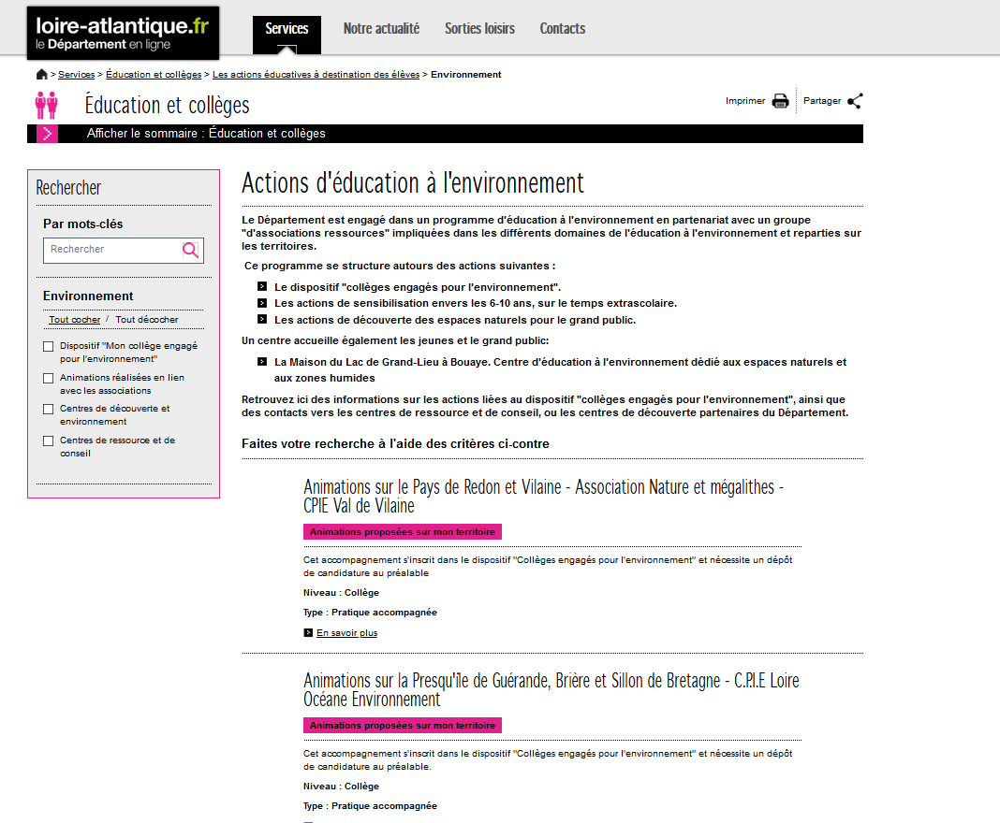 loire-atlantique.fr
le Département en ligne
Services
Notre actualité
Sorties loisirs
Contacts
> Services > Éducation et collèges > Les actions éducatives à destination des élèves > Environnement
Éducation et collèges
Imprimer
Partager
Afficher le sommaire : Éducation et collèges
Rechercher
Par mots-clés
Rechercher
Environnement
Tout cocher / Tout décocher
Dispositif "Mon collège engagé
pour l'environnement"
Animations réalisées en lien
avec les associations
Centres de découverte et
environnement
Centres de ressource et de
conseil
Actions d'éducation à l'environnement
Le Département est engagé dans un programme d'éducation à l'environnement en partenariat avec un groupe
"d'associations ressources" impliquées dans les différents domaines de l'éducation à l'environnement et reparties sur
les territoires.
Ce programme se structure autours des actions suivantes :
Le dispositif "collèges engagés pour l'environnement".
Les actions de sensibilisation envers les 6-10 ans, sur le temps extrascolaire.
Les actions de découverte des espaces naturels pour le grand public.
Un centre accueille également les jeunes et le grand public:
La Maison du Lac de Grand-Lieu à Bouaye. Centre d'éducation à l'environnement dédié aux espaces naturels et
aux zones humides
Retrouvez ici des informations sur les actions liées au dispositif "collèges engagés pour l'environnement", ainsi que
des contacts vers les centres de ressource et de conseil, ou les centres de découverte partenaires du Département.
Faites votre recherche à l'aide des critères ci-contre
Animations sur le Pays de Redon et Vilaine - Association Nature et mégalithes -
CPIE Val de Vilaine
Animations proposées sur mon territoire
Cet accompagnement s'inscrit dans le dispositif "Collèges engagés pour l'environnement" et nécessite un dépôt
de candidature au préalable
Niveau : Collège
Type : Pratique accompagnée
En savoir plus
Animations sur la Presqu'île de Guérande, Brière et Sillon de Bretagne - C.P.I.E Loire
Océane Environnement
Animations proposées sur mon territoire
Cet accompagnement s'inscrit dans le dispositif "Collèges engagés pour l'environnement" et nécessite un dépôt
de candidature au préalable.
Niveau : Collège
Type : Pratique accompagnée